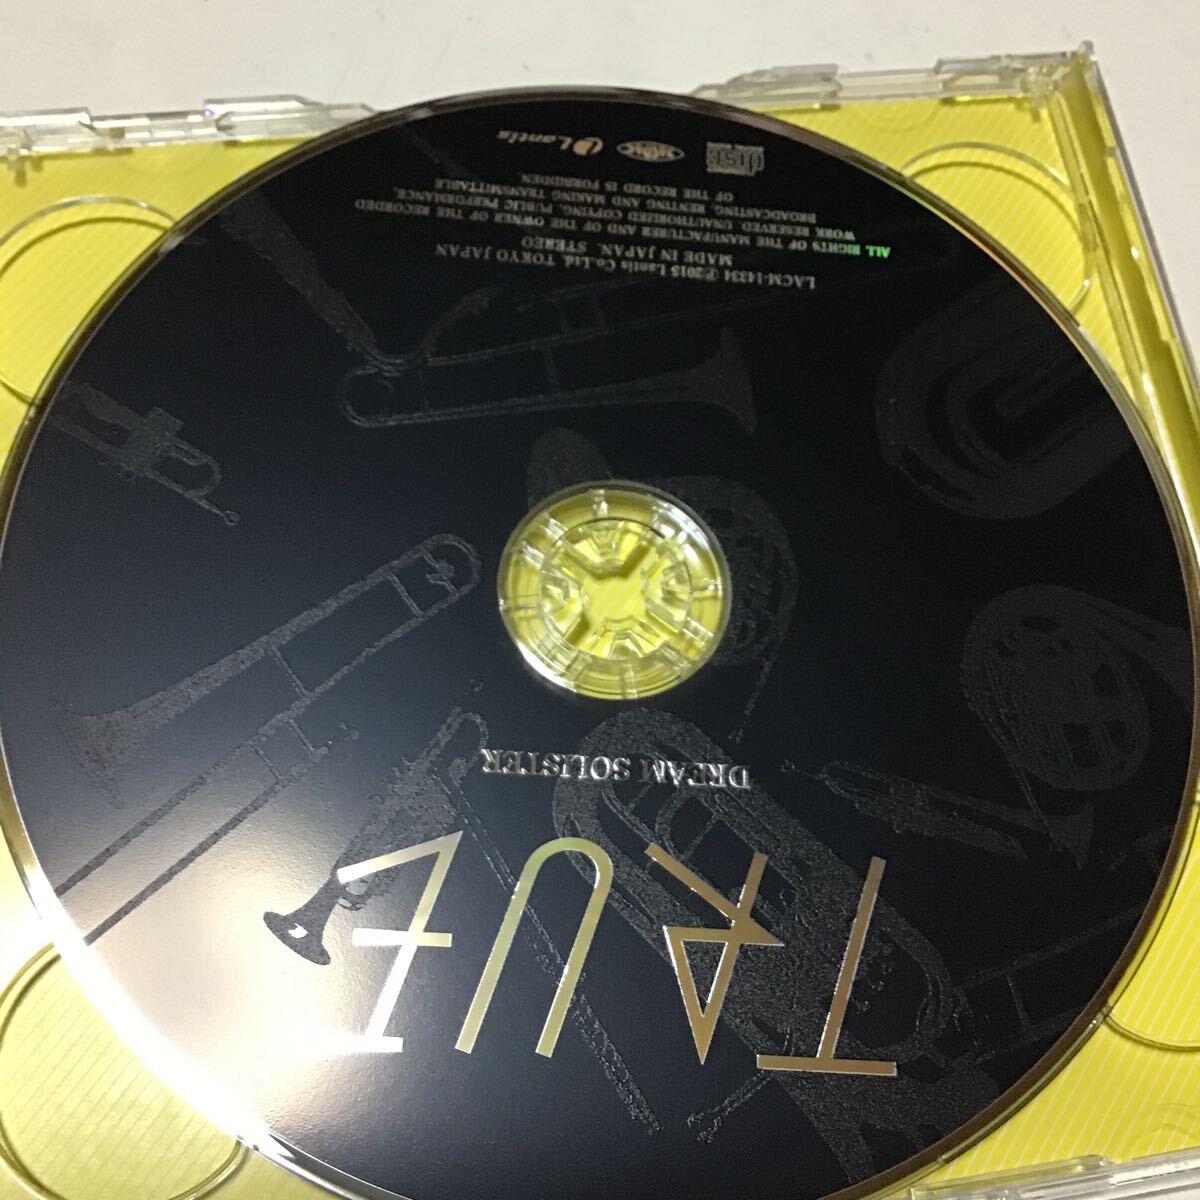 TRUE
DREAM SOLISTER
LACM-14334 ℗2015 Lantis Co.,Ltd. TOKYO JAPAN
MADE IN JAPAN. STEREO
ALL RIGHTS OF THE MANUFACTURER AND OF THE OWNER OF THE RECORDED
WORK RESERVED. UNAUTHORIZED COPYING, PUBLIC PERFORMANCE,
BROADCASTING, RENTING AND MAKING TRANSMITTABLE
OF THE RECORD IS FORBIDDEN
disc Lantis